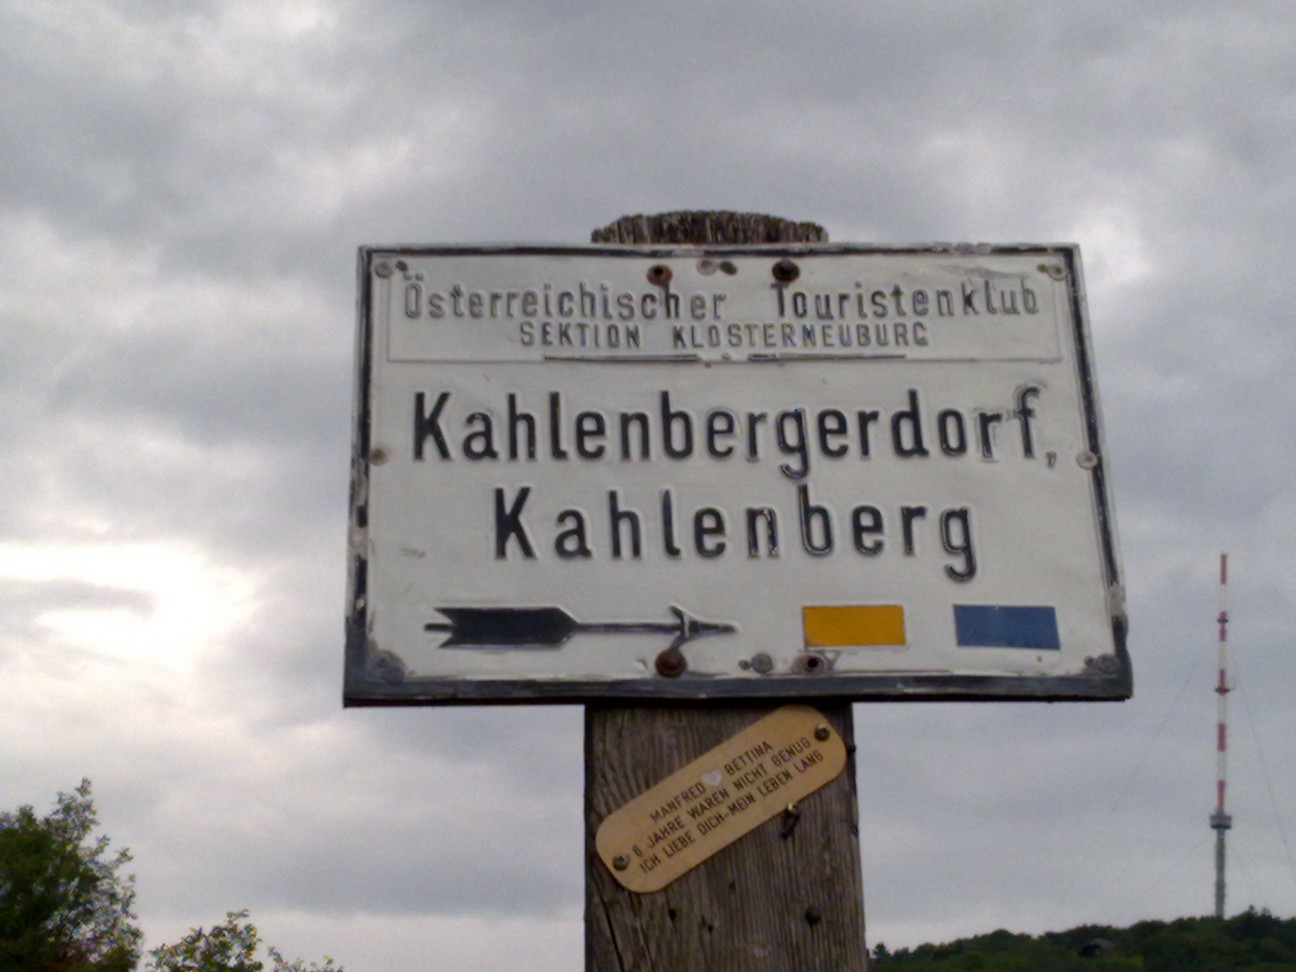 Österreichischer Touristenklub
SEKTION KLOSTERNEUBURG
Kahlenbergerdorf,
Kahlenberg
MANFRED BETTINA
6 JAHRE WAREN NICHT GENUG
ICH LIEBE DICH-MEIN LEBEN LANG